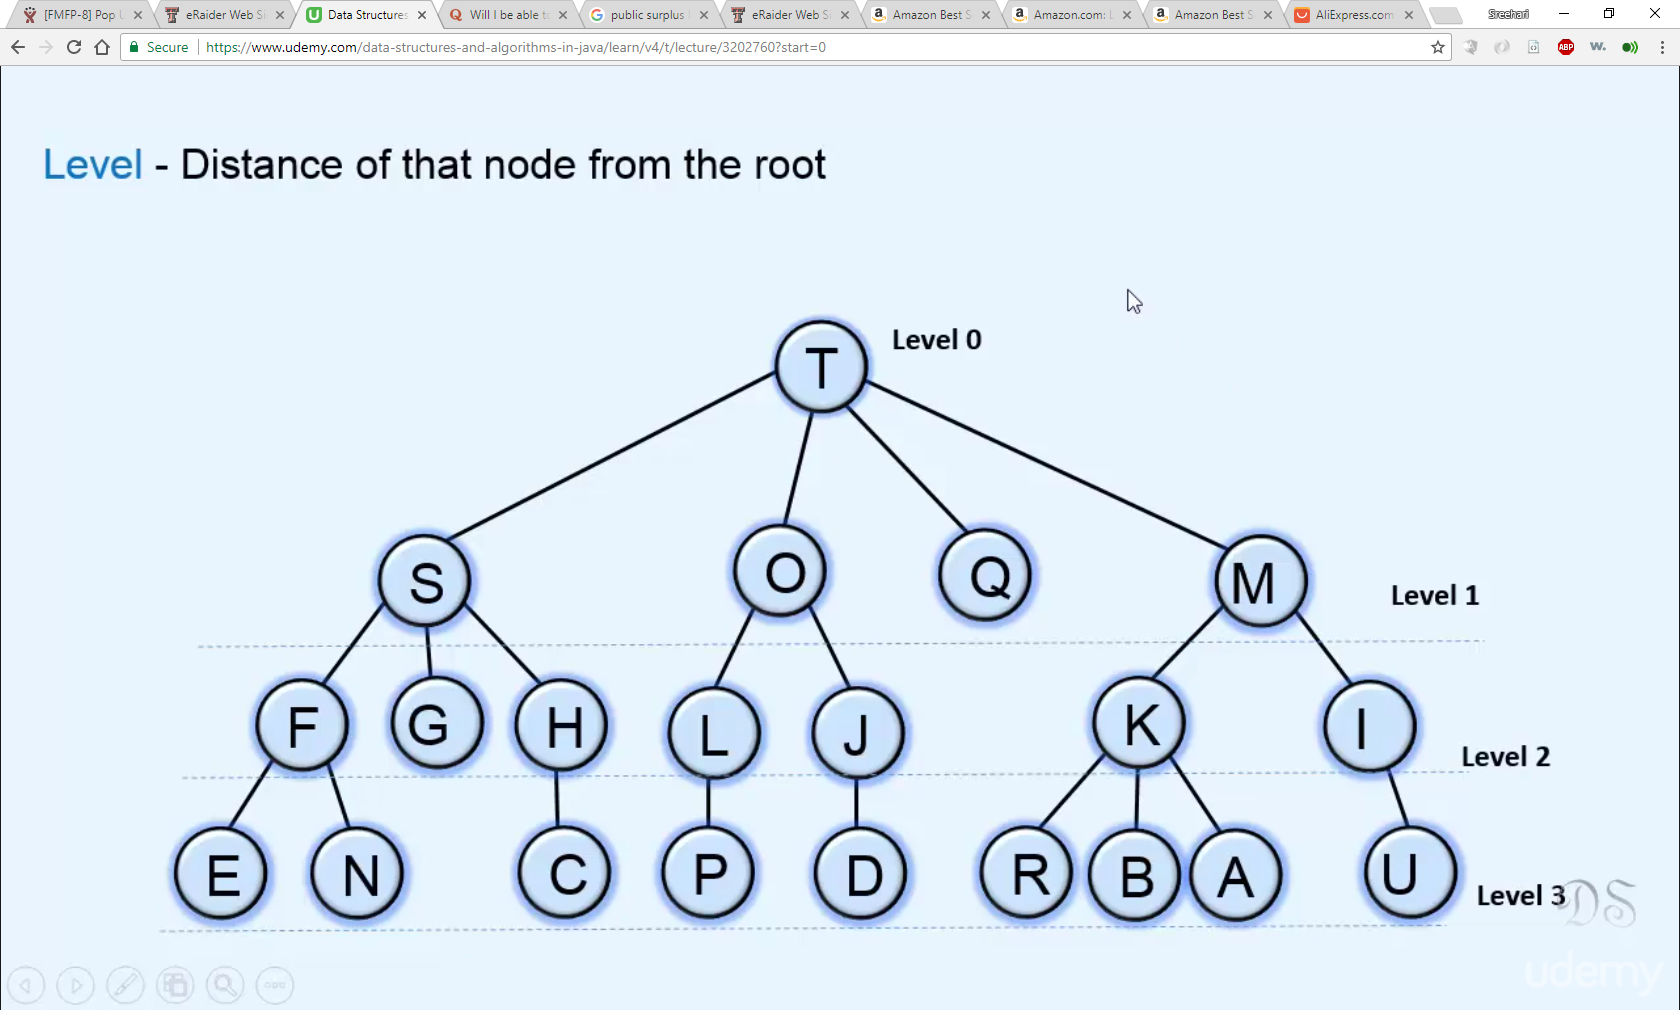 [FMFP-8] Pop
eRaider Web S
Data Structures
Will I be able to
public surplus
eRaider Web S
Amazon Best S
Amazon.com: L
Amazon Best S
AliExpress.com
Sreehari
Secure
https://www.udemy.com/data-structures-and-algorithms-in-java/learn/v4/t/lecture/3202760?start=0
ABP
w.
Level - Distance of that node from the root
T Level 0
S O Q M Level 1
F G H L J K I Level 2
E N C P D R B A U Level 3
DS
udemy